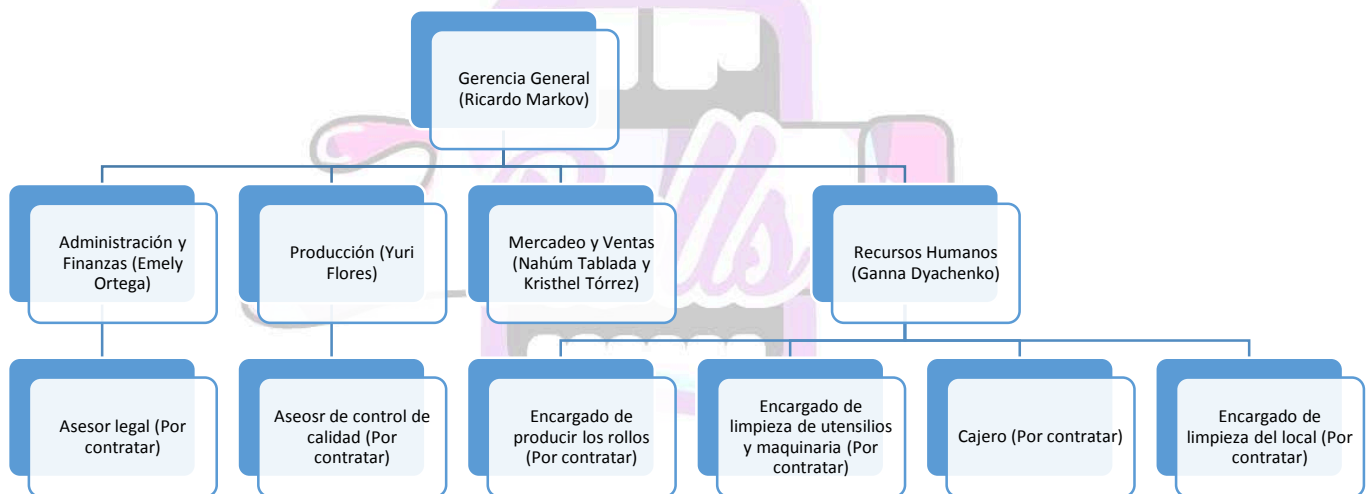 Gerencia General
(Ricardo Markov)
Administración y
Finanzas (Emely
Ortega)
Producción (Yuri
Flores)
Mercadeo y Ventas
(Nahúm Tablada y
Kristhel Tórrez)
Recursos Humanos
(Ganna Dyachenko)
Asesor legal (Por
contratar)
Aseosr de control de
calidad (Por
contratar)
Encargado de
producir los rollos
(Por contratar)
Encargado de
limpieza de utensilios
y maquinaria (Por
contratar)
Cajero (Por contratar)
Encargado de
limpieza del local (Por
contratar)